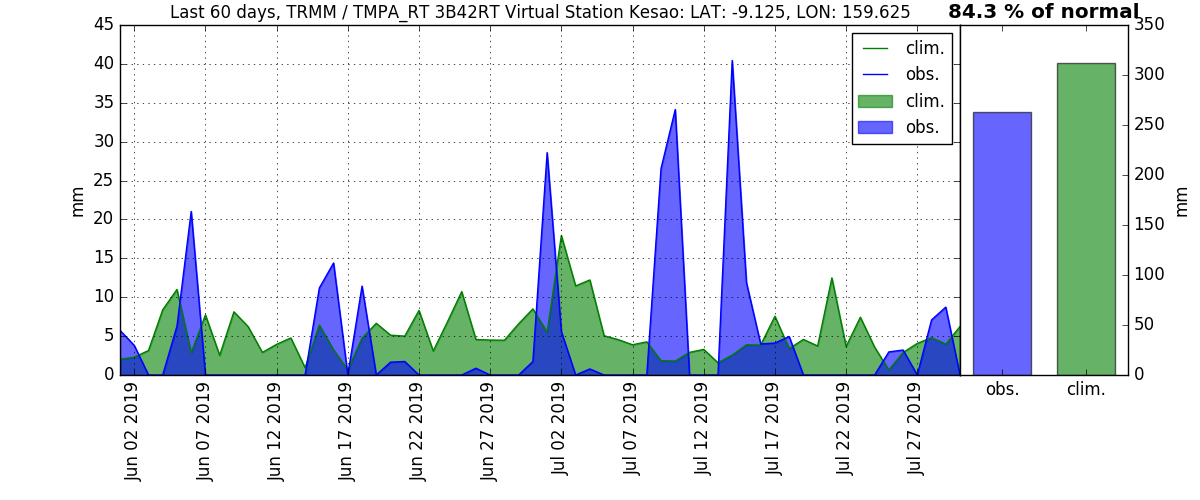 Last 60 days, TRMM / TMPA_RT 3B42RT Virtual Station Kesao: LAT: -9.125, LON: 159.625
84.3 % of normal
45
40
35
30
25
20
15
10
5
0
mm
clim.
obs.
clim.
obs.
350
300
250
200
150
100
50
0
mm
obs.
clim.
Jun 02 2019
Jun 07 2019
Jun 12 2019
Jun 17 2019
Jun 22 2019
Jun 27 2019
Jul 02 2019
Jul 07 2019
Jul 12 2019
Jul 17 2019
Jul 22 2019
Jul 27 2019